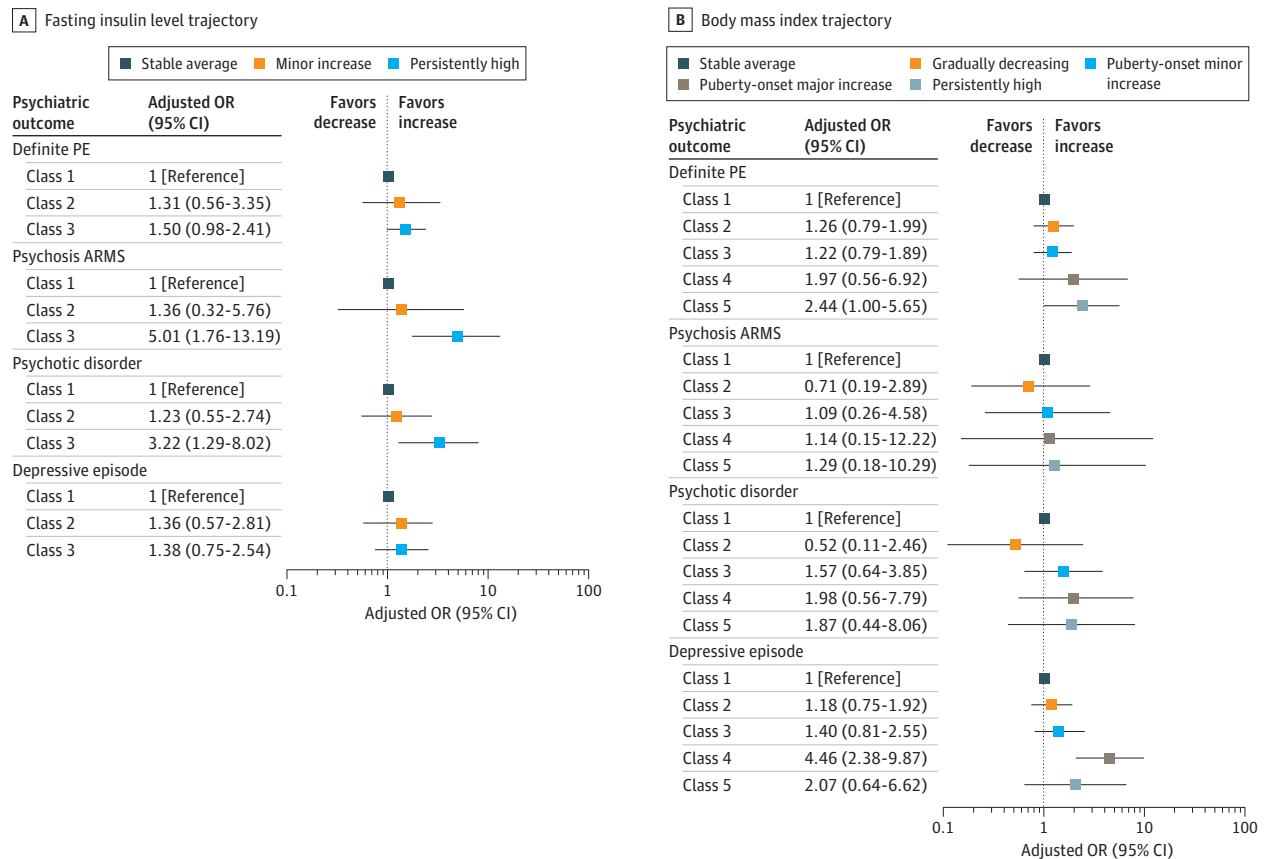 A Fasting insulin level trajectory
Stable average Minor increase Persistently high
Psychiatric outcome Adjusted OR (95% CI) Favors decrease Favors increase
Definite PE
Class 1 1 [Reference]
Class 2 1.31 (0.56-3.35)
Class 3 1.50 (0.98-2.41)
Psychosis ARMS
Class 1 1 [Reference]
Class 2 1.36 (0.32-5.76)
Class 3 5.01 (1.76-13.19)
Psychotic disorder
Class 1 1 [Reference]
Class 2 1.23 (0.55-2.74)
Class 3 3.22 (1.29-8.02)
Depressive episode
Class 1 1 [Reference]
Class 2 1.36 (0.57-2.81)
Class 3 1.38 (0.75-2.54)
0.1 1 10 100
Adjusted OR (95% CI)
B Body mass index trajectory
Stable average Gradually decreasing Puberty-onset minor increase
Puberty-onset major increase Persistently high
Psychiatric outcome Adjusted OR (95% CI) Favors decrease Favors increase
Definite PE
Class 1 1 [Reference]
Class 2 1.26 (0.79-1.99)
Class 3 1.22 (0.79-1.89)
Class 4 1.97 (0.56-6.92)
Class 5 2.44 (1.00-5.65)
Psychosis ARMS
Class 1 1 [Reference]
Class 2 0.71 (0.19-2.89)
Class 3 1.09 (0.26-4.58)
Class 4 1.14 (0.15-12.22)
Class 5 1.29 (0.18-10.29)
Psychotic disorder
Class 1 1 [Reference]
Class 2 0.52 (0.11-2.46)
Class 3 1.57 (0.64-3.85)
Class 4 1.98 (0.56-7.79)
Class 5 1.87 (0.44-8.06)
Depressive episode
Class 1 1 [Reference]
Class 2 1.18 (0.75-1.92)
Class 3 1.40 (0.81-2.55)
Class 4 4.46 (2.38-9.87)
Class 5 2.07 (0.64-6.62)
0.1 1 10 100
Adjusted OR (95% CI)